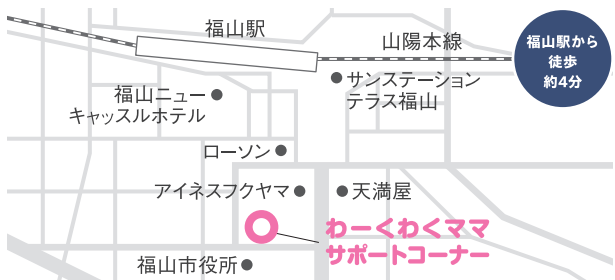 福山駅
山陽本線
福山駅から
徒歩
約4分
サンステーション
テラス福山
福山ニュー
キャッスルホテル
ローソン
アイネスフクヤマ
天満屋
わーくわくママ
サポートコーナー
福山市役所